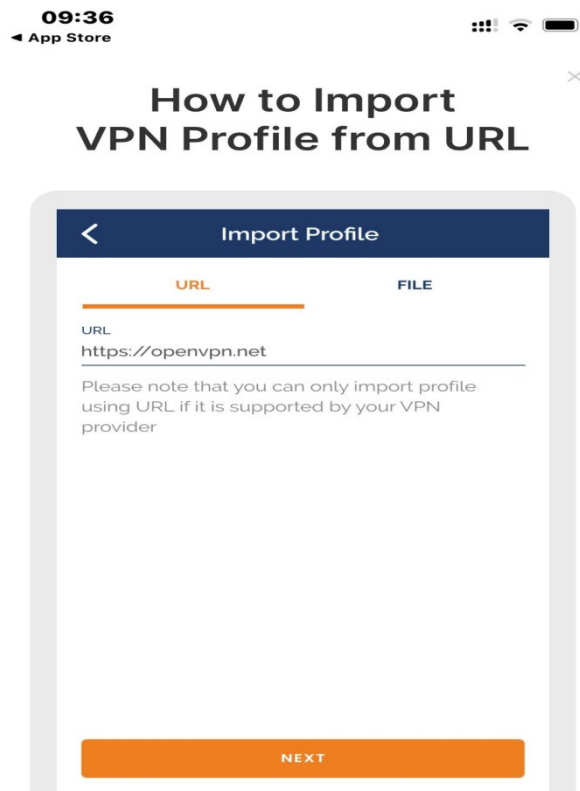 09:36
◄ App Store
How to Import
VPN Profile from URL
Import Profile
URL
FILE
URL
https://openvpn.net
Please note that you can only import profile
using URL if it is supported by your VPN
provider
NEXT